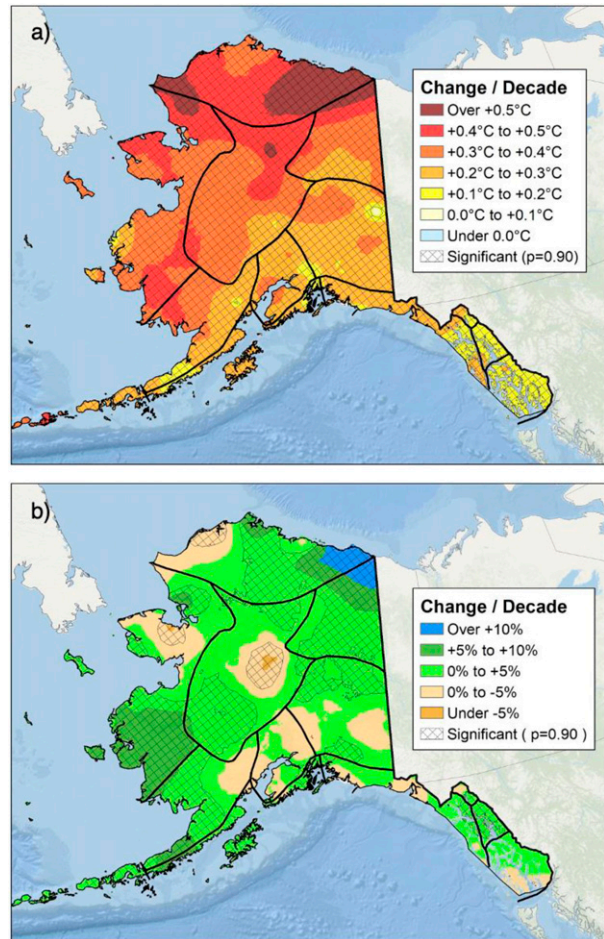 a)
Change / Decade
Over +0.5°C
+0.4°C to +0.5°C
+0.3°C to +0.4°C
+0.2°C to +0.3°C
+0.1°C to +0.2°C
0.0°C to +0.1°C
Under 0.0°C
Significant (p=0.90)
b)
Change / Decade
Over +10%
+5% to +10%
0% to +5%
0% to -5%
Under -5%
Significant ( p=0.90 )